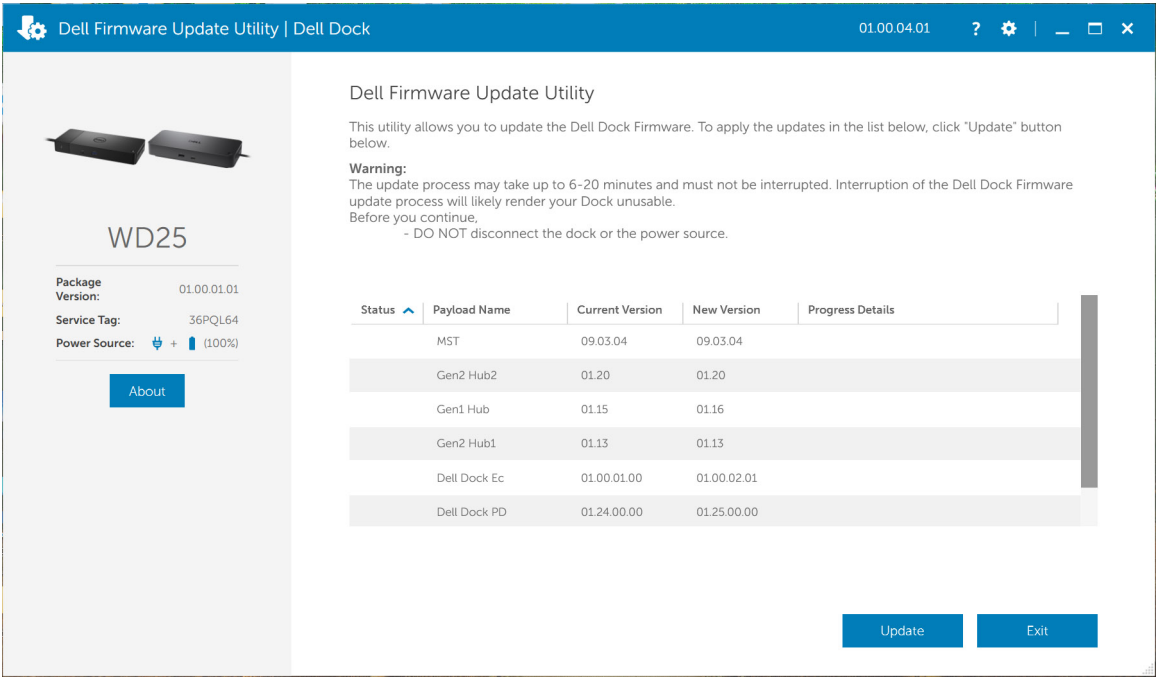 Dell Firmware Update Utility | Dell Dock
01.00.04.01
?
Dell Firmware Update Utility
This utility allows you to update the Dell Dock Firmware. To apply the updates in the list below, click "Update" button
below.
Warning:
The update process may take up to 6-20 minutes and must not be interrupted. Interruption of the Dell Dock Firmware
update process will likely render your Dock unusable.
Before you continue,
- DO NOT disconnect the dock or the power source.
WD25
Package
Version:
01.00.01.01
Service Tag: 36PQL64
Power Source: + (100%)
About
Status Payload Name Current Version New Version Progress Details
MST 09.03.04 09.03.04
Gen2 Hub2 01.20 01.20
Gen1 Hub 01.15 01.16
Gen2 Hub1 01.13 01.13
Dell Dock Ec 01.00.01.00 01.00.02.01
Dell Dock PD 01.24.00.00 01.25.00.00
Update Exit